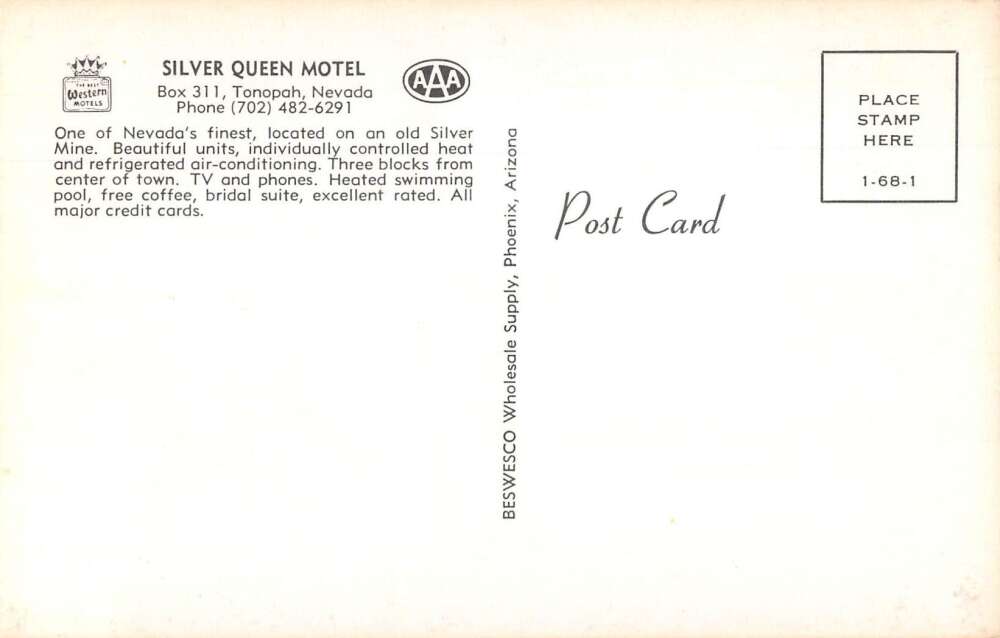 THE BEST
Western
MOTELS
SILVER QUEEN MOTEL
Box 311, Tonopah, Nevada
Phone (702) 482-6291
AAA
One of Nevada's finest, located on an old Silver
Mine. Beautiful units, individually controlled heat
and refrigerated air-conditioning. Three blocks from
center of town. TV and phones. Heated swimming
pool, free coffee, bridal suite, excellent rated. All
major credit cards.
BESWESCO Wholesale Supply, Phoenix, Arizona
Post Card
PLACE
STAMP
HERE
1-68-1